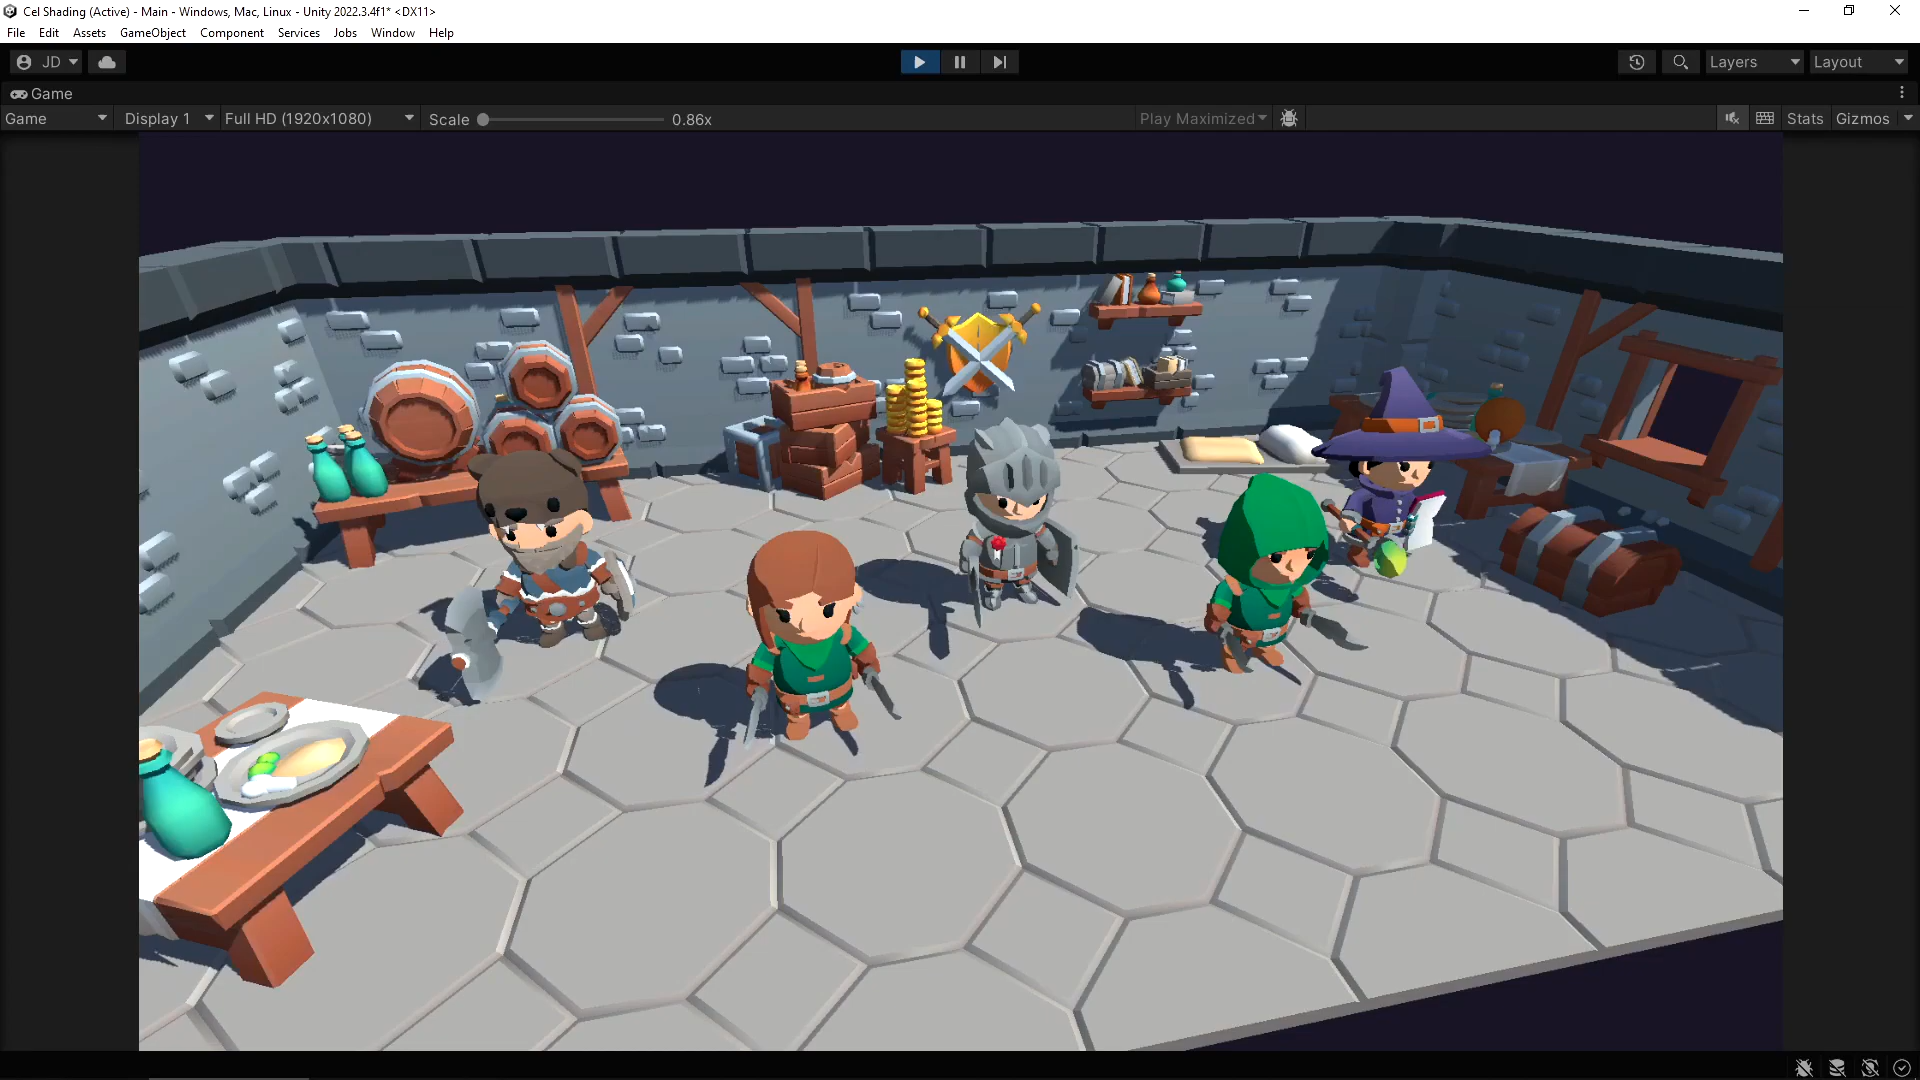 Cel Shading (Active) - Main - Windows, Mac, Linux - Unity 2022.3.4f1* <DX11>
File Edit Assets GameObject Component Services Jobs Window Help
JD Layers Layout
Game
Game Display 1 Full HD (1920x1080) Scale 0.86x Play Maximized Stats Gizmos